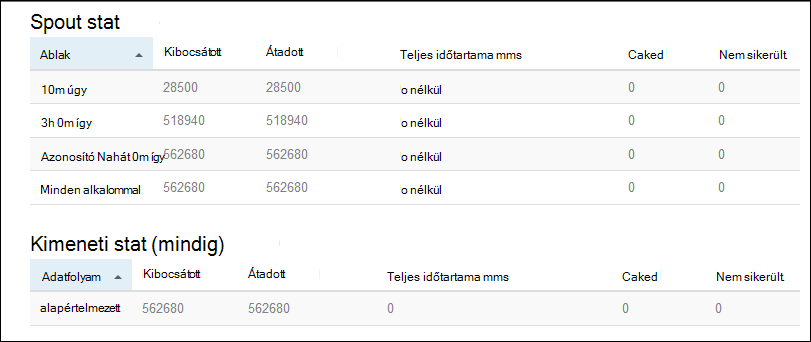 Spout stat
Ablak Kibocsátott Átadott Teljes időtartama mms Caked Nem sikerült.
10m úgy 28500 28500 o nélkül 0 0
3h 0m így 518940 518940 o nélkül 0 0
Azonosító Nahát 0m így 562680 562680 o nélkül 0 0
Minden alkalommal 562680 562680 o nélkül 0 0
Kimeneti stat (mindig)
Adatfolyam Kibocsátott Átadott Teljes időtartama mms Caked Nem sikerült.
alapértelmezett 562680 562680 0 0 0